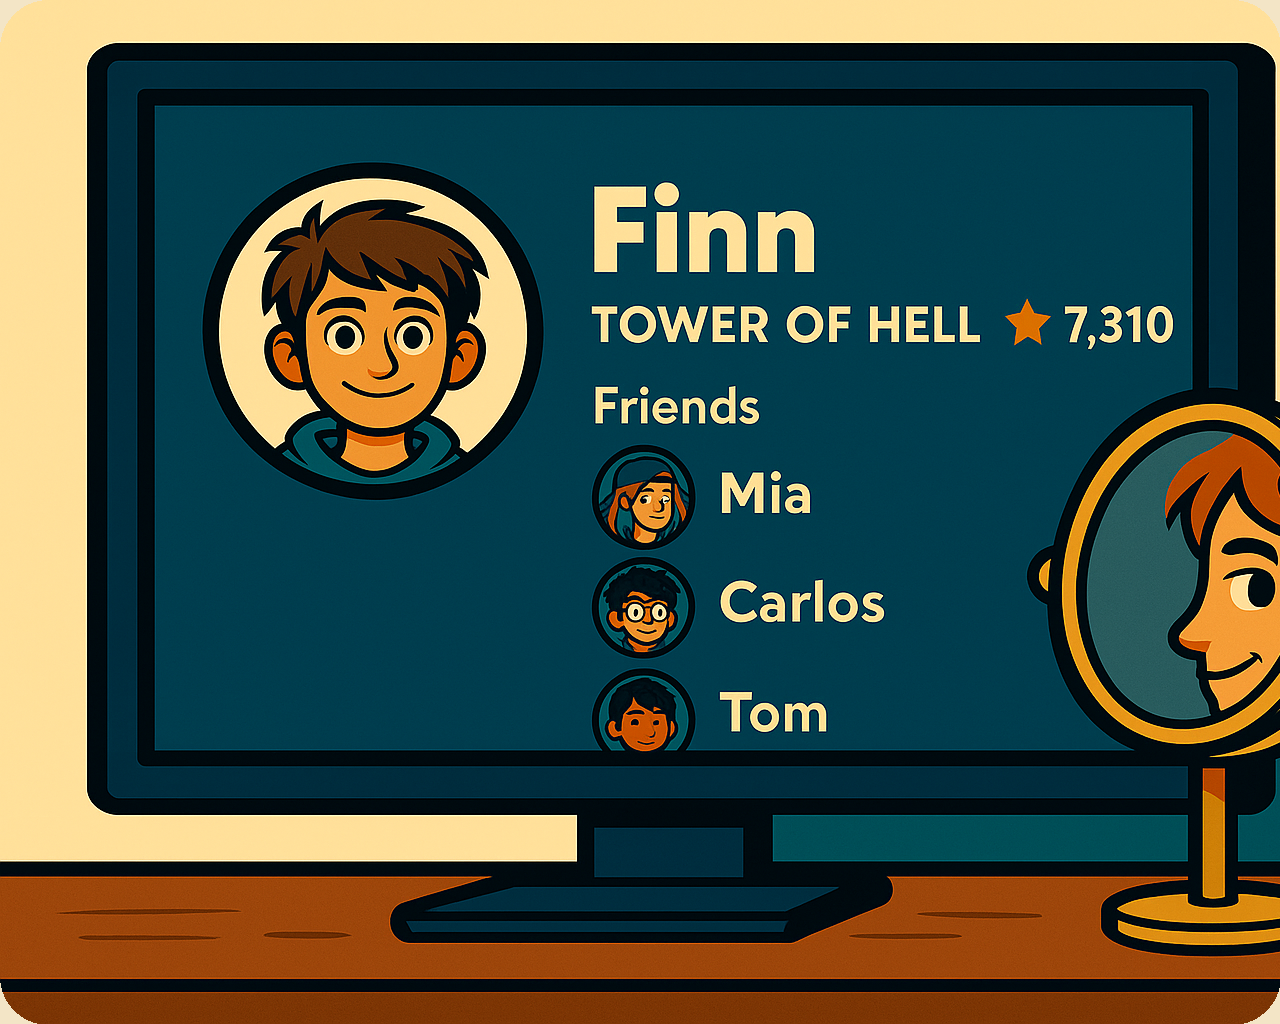 Finn
TOWER OF HELL ★ 7,310
Friends
Mia
Carlos
Tom